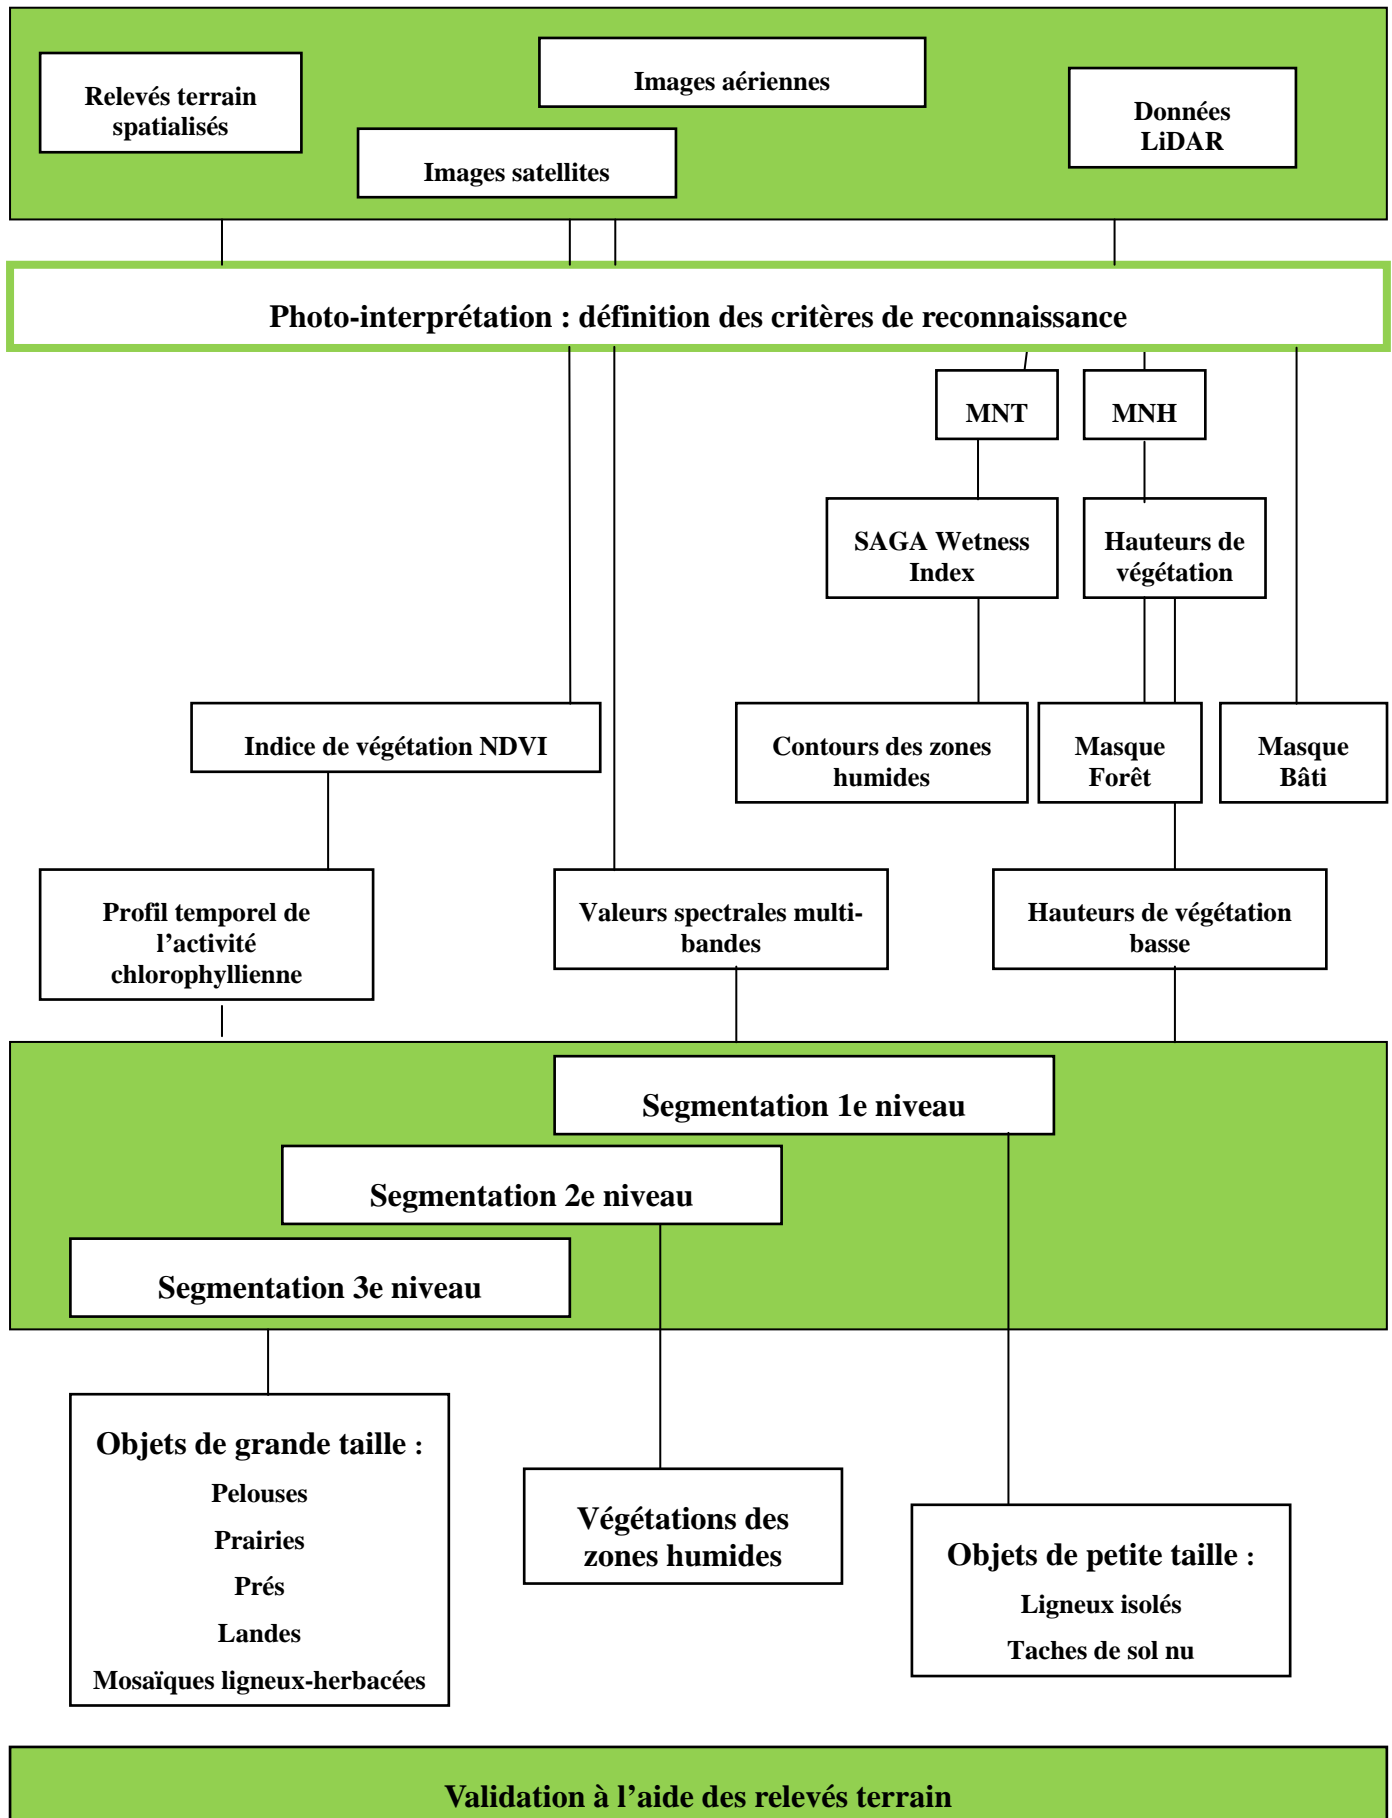 Images aériennes
Relevés terrain
spatialisés
Données
LiDAR
Images satellites
Photo-interprétation : définition des critères de reconnaissance
MNT
MNH
SAGA Wetness
Index
Hauteurs de
végétation
Indice de végétation NDVI
Contours des zones
humides
Masque
Forêt
Masque
Bâti
Profil temporel de
l’activité
chlorophyllienne
Valeurs spectrales multi-
bandes
Hauteurs de végétation
basse
Segmentation 1e niveau
Segmentation 2e niveau
Segmentation 3e niveau
Objets de grande taille :
Pelouses
Prairies
Prés
Landes
Mosaïques ligneux-herbacées
Végétations des
zones humides
Objets de petite taille :
Ligneux isolés
Taches de sol nu
Validation à l’aide des relevés terrain